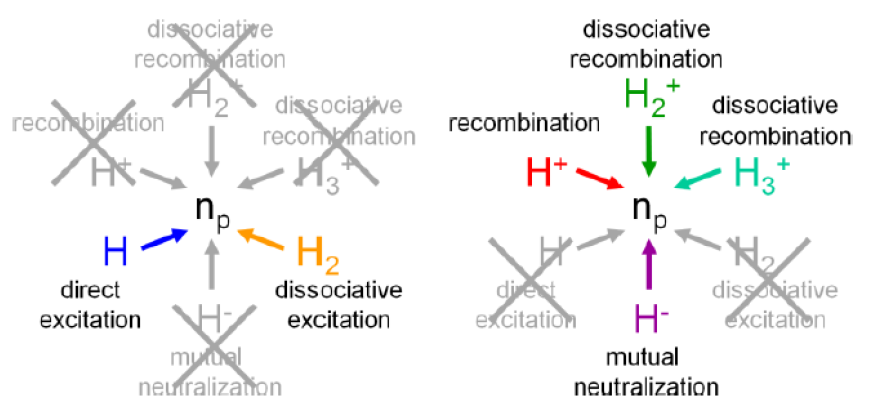 dissociative
recombination
H₂⁺
recombination
H⁺
dissociative
recombination
H₃⁺
nₚ
H
direct
excitation
H₂
dissociative
excitation
H⁻
mutual
neutralization
dissociative
recombination
H₂⁺
recombination
H⁺
dissociative
recombination
H₃⁺
nₚ
H
direct
excitation
H₂
dissociative
excitation
H⁻
mutual
neutralization